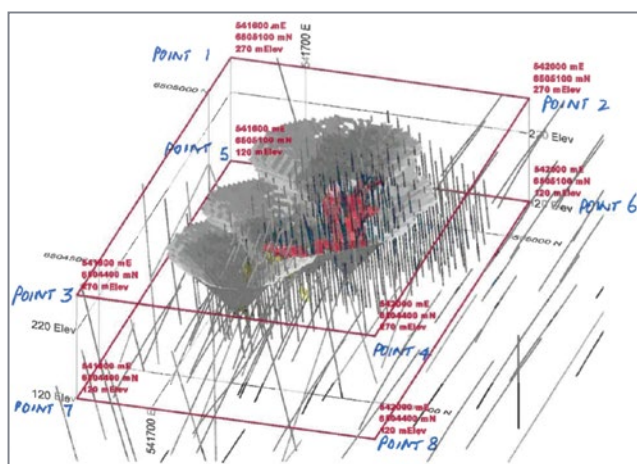 541600 mE
6505100 mN
270 mElev
POINT 1
541700 E
542000 mE
6505100 mN
270 mElev
POINT 2
220 Elev
541600 mE
6505100 mN
120 mElev
POINT 5
542000 mE
6505100 mN
120 mElev
POINT 6
541600 mE
6504400 mN
270 mElev
POINT 3
220 Elev
542000 mE
6504400 mN
270 mElev
POINT 4
541600 mE
6504400 mN
120 mElev
120 Elev
POINT 7
541700 E
542000 mE
6504400 mN
120 mElev
POINT 8